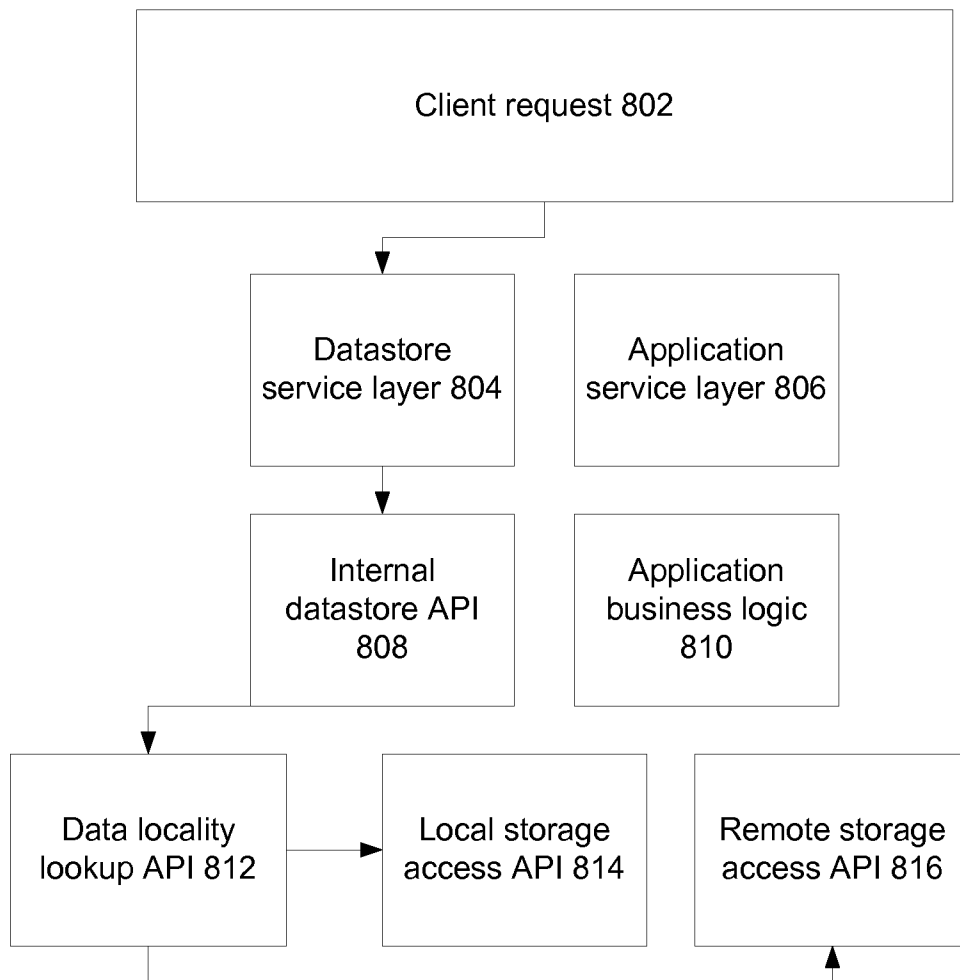 Client request 802
Datastore
service layer 804
Application
service layer 806
Internal
datastore API
808
Application
business logic
810
Data locality
lookup API 812
Local storage
access API 814
Remote storage
access API 816